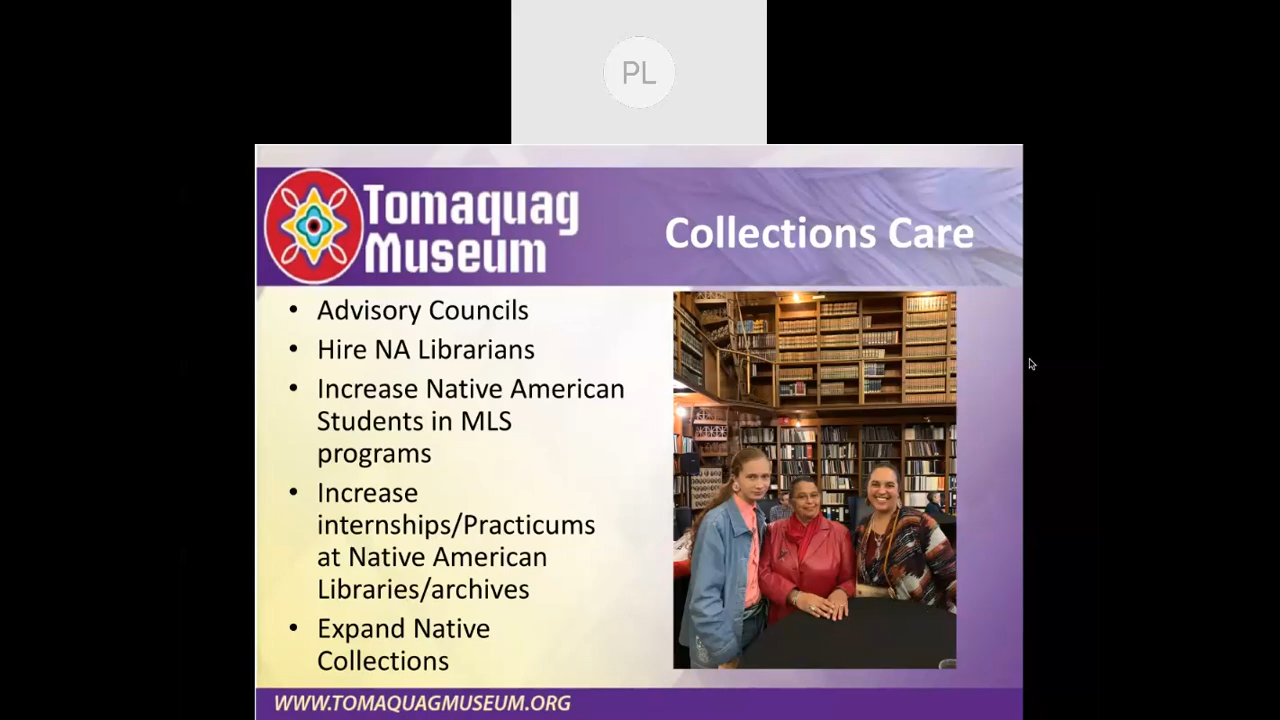 PL
Tomaquag
Museum
Collections Care
• Advisory Councils
• Hire NA Librarians
• Increase Native American
Students in MLS
programs
• Increase
internships/Practicums
at Native American
Libraries/archives
• Expand Native
Collections
WWW.TOMAQUAGMUSEUM.ORG